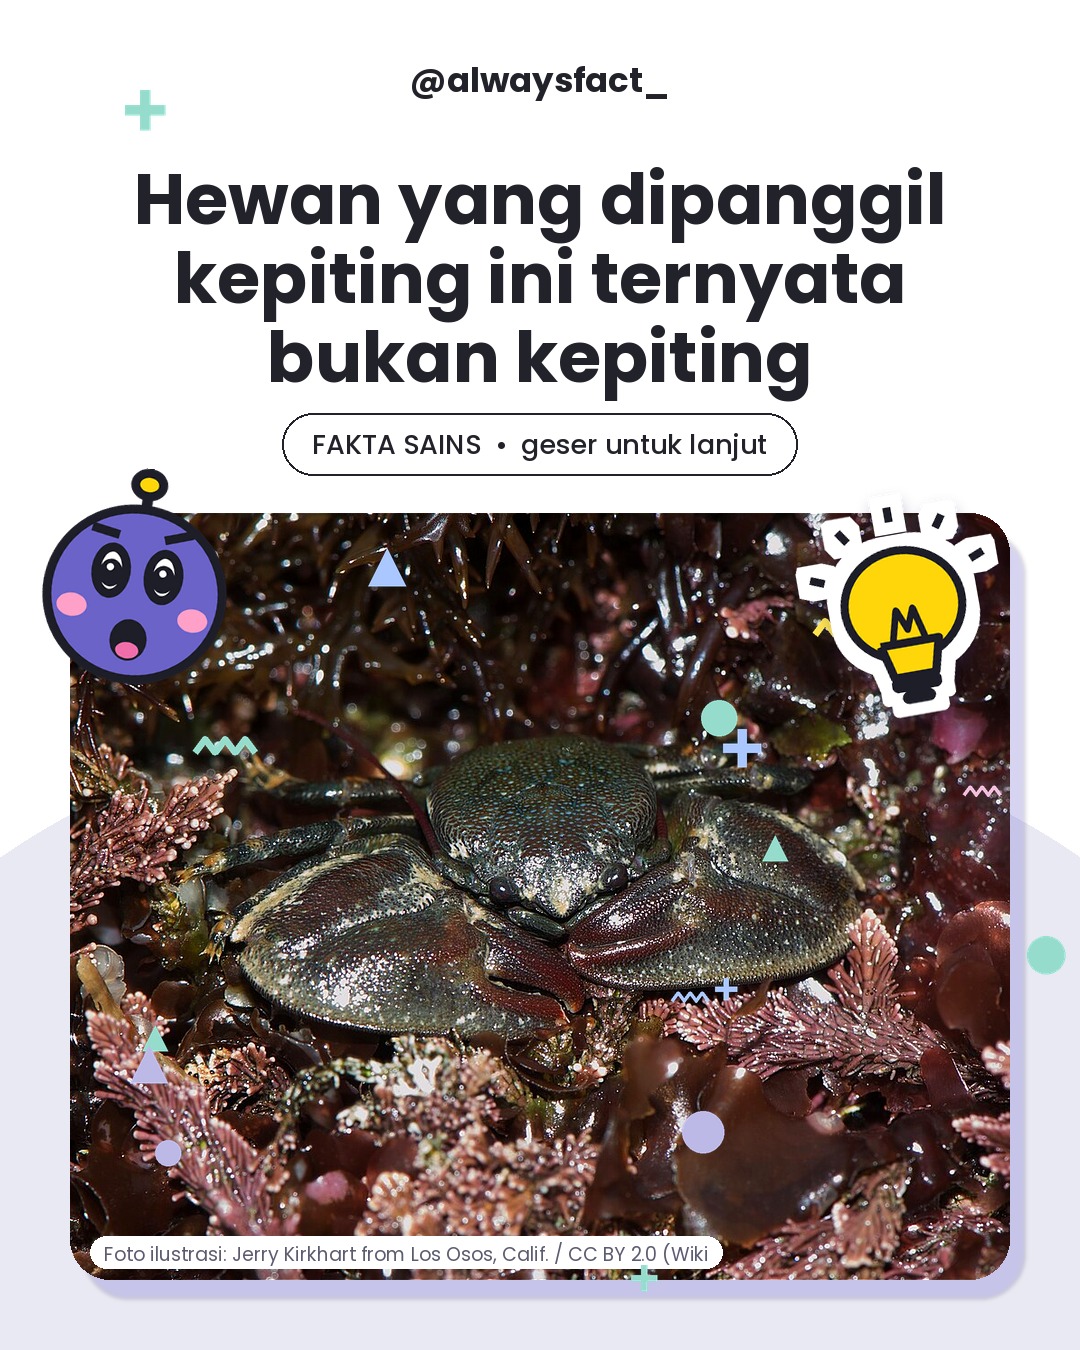 @alwaysfact_
Hewan yang dipanggil
kepiting ini ternyata
bukan kepiting
FAKTA SAINS • geser untuk lanjut
Foto ilustrasi: Jerry Kirkhart from Los Osos, Calif. / CC BY 2.0 (Wiki